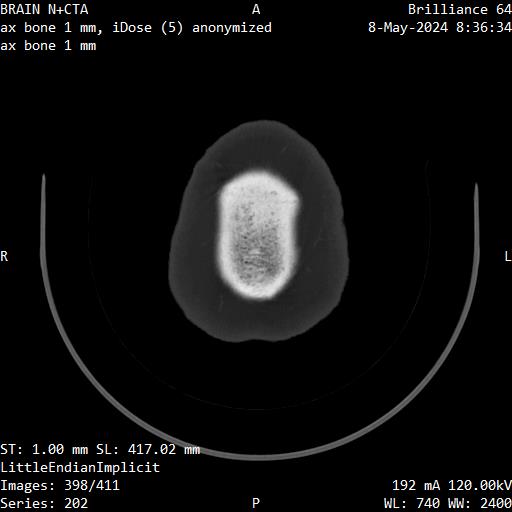 BRAIN N+CTA
A
Brilliance 64
ax bone 1 mm, iDose (5) anonymized
8-May-2024 8:36:34
ax bone 1 mm
R
L
ST: 1.00 mm SL: 417.02 mm
LittleEndianImplicit
Images: 398/411
192 mA 120.00kV
Series: 202
P
WL: 740 WW: 2400